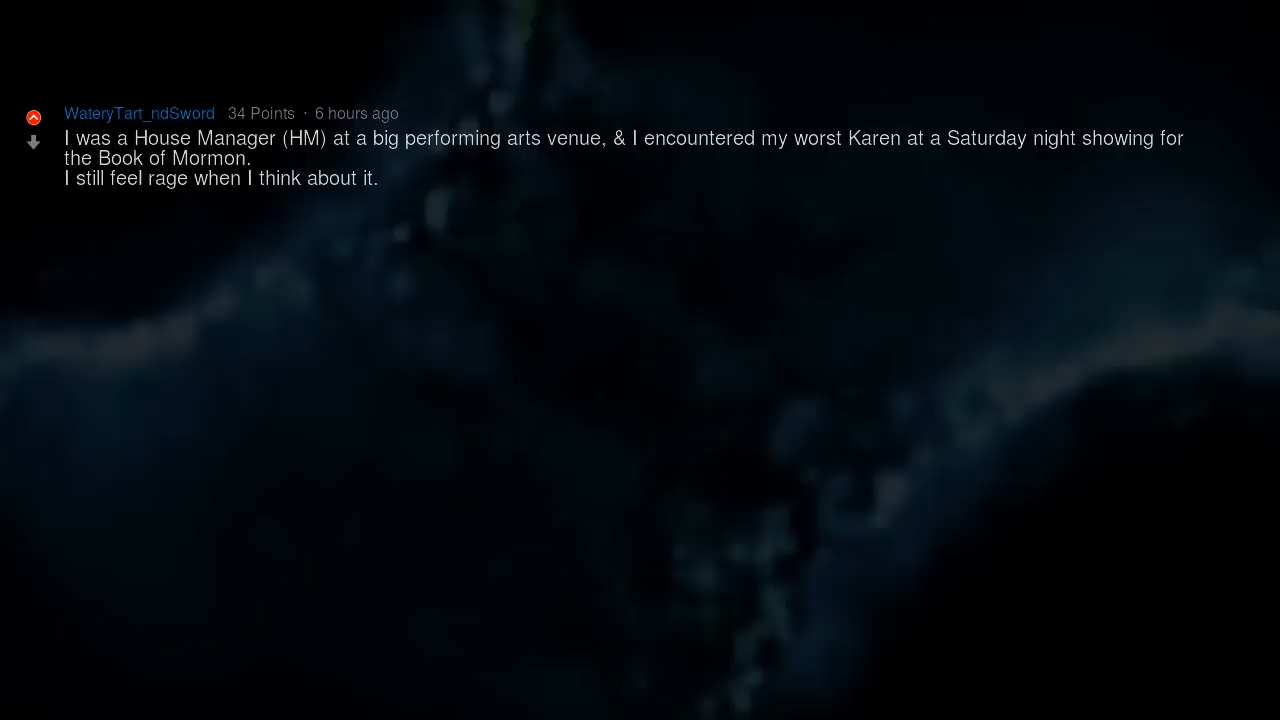 WateryTart_ndSword 34 Points · 6 hours ago
I was a House Manager (HM) at a big performing arts venue, & I encountered my worst Karen at a Saturday night showing for
the Book of Mormon.
I still feel rage when I think about it.